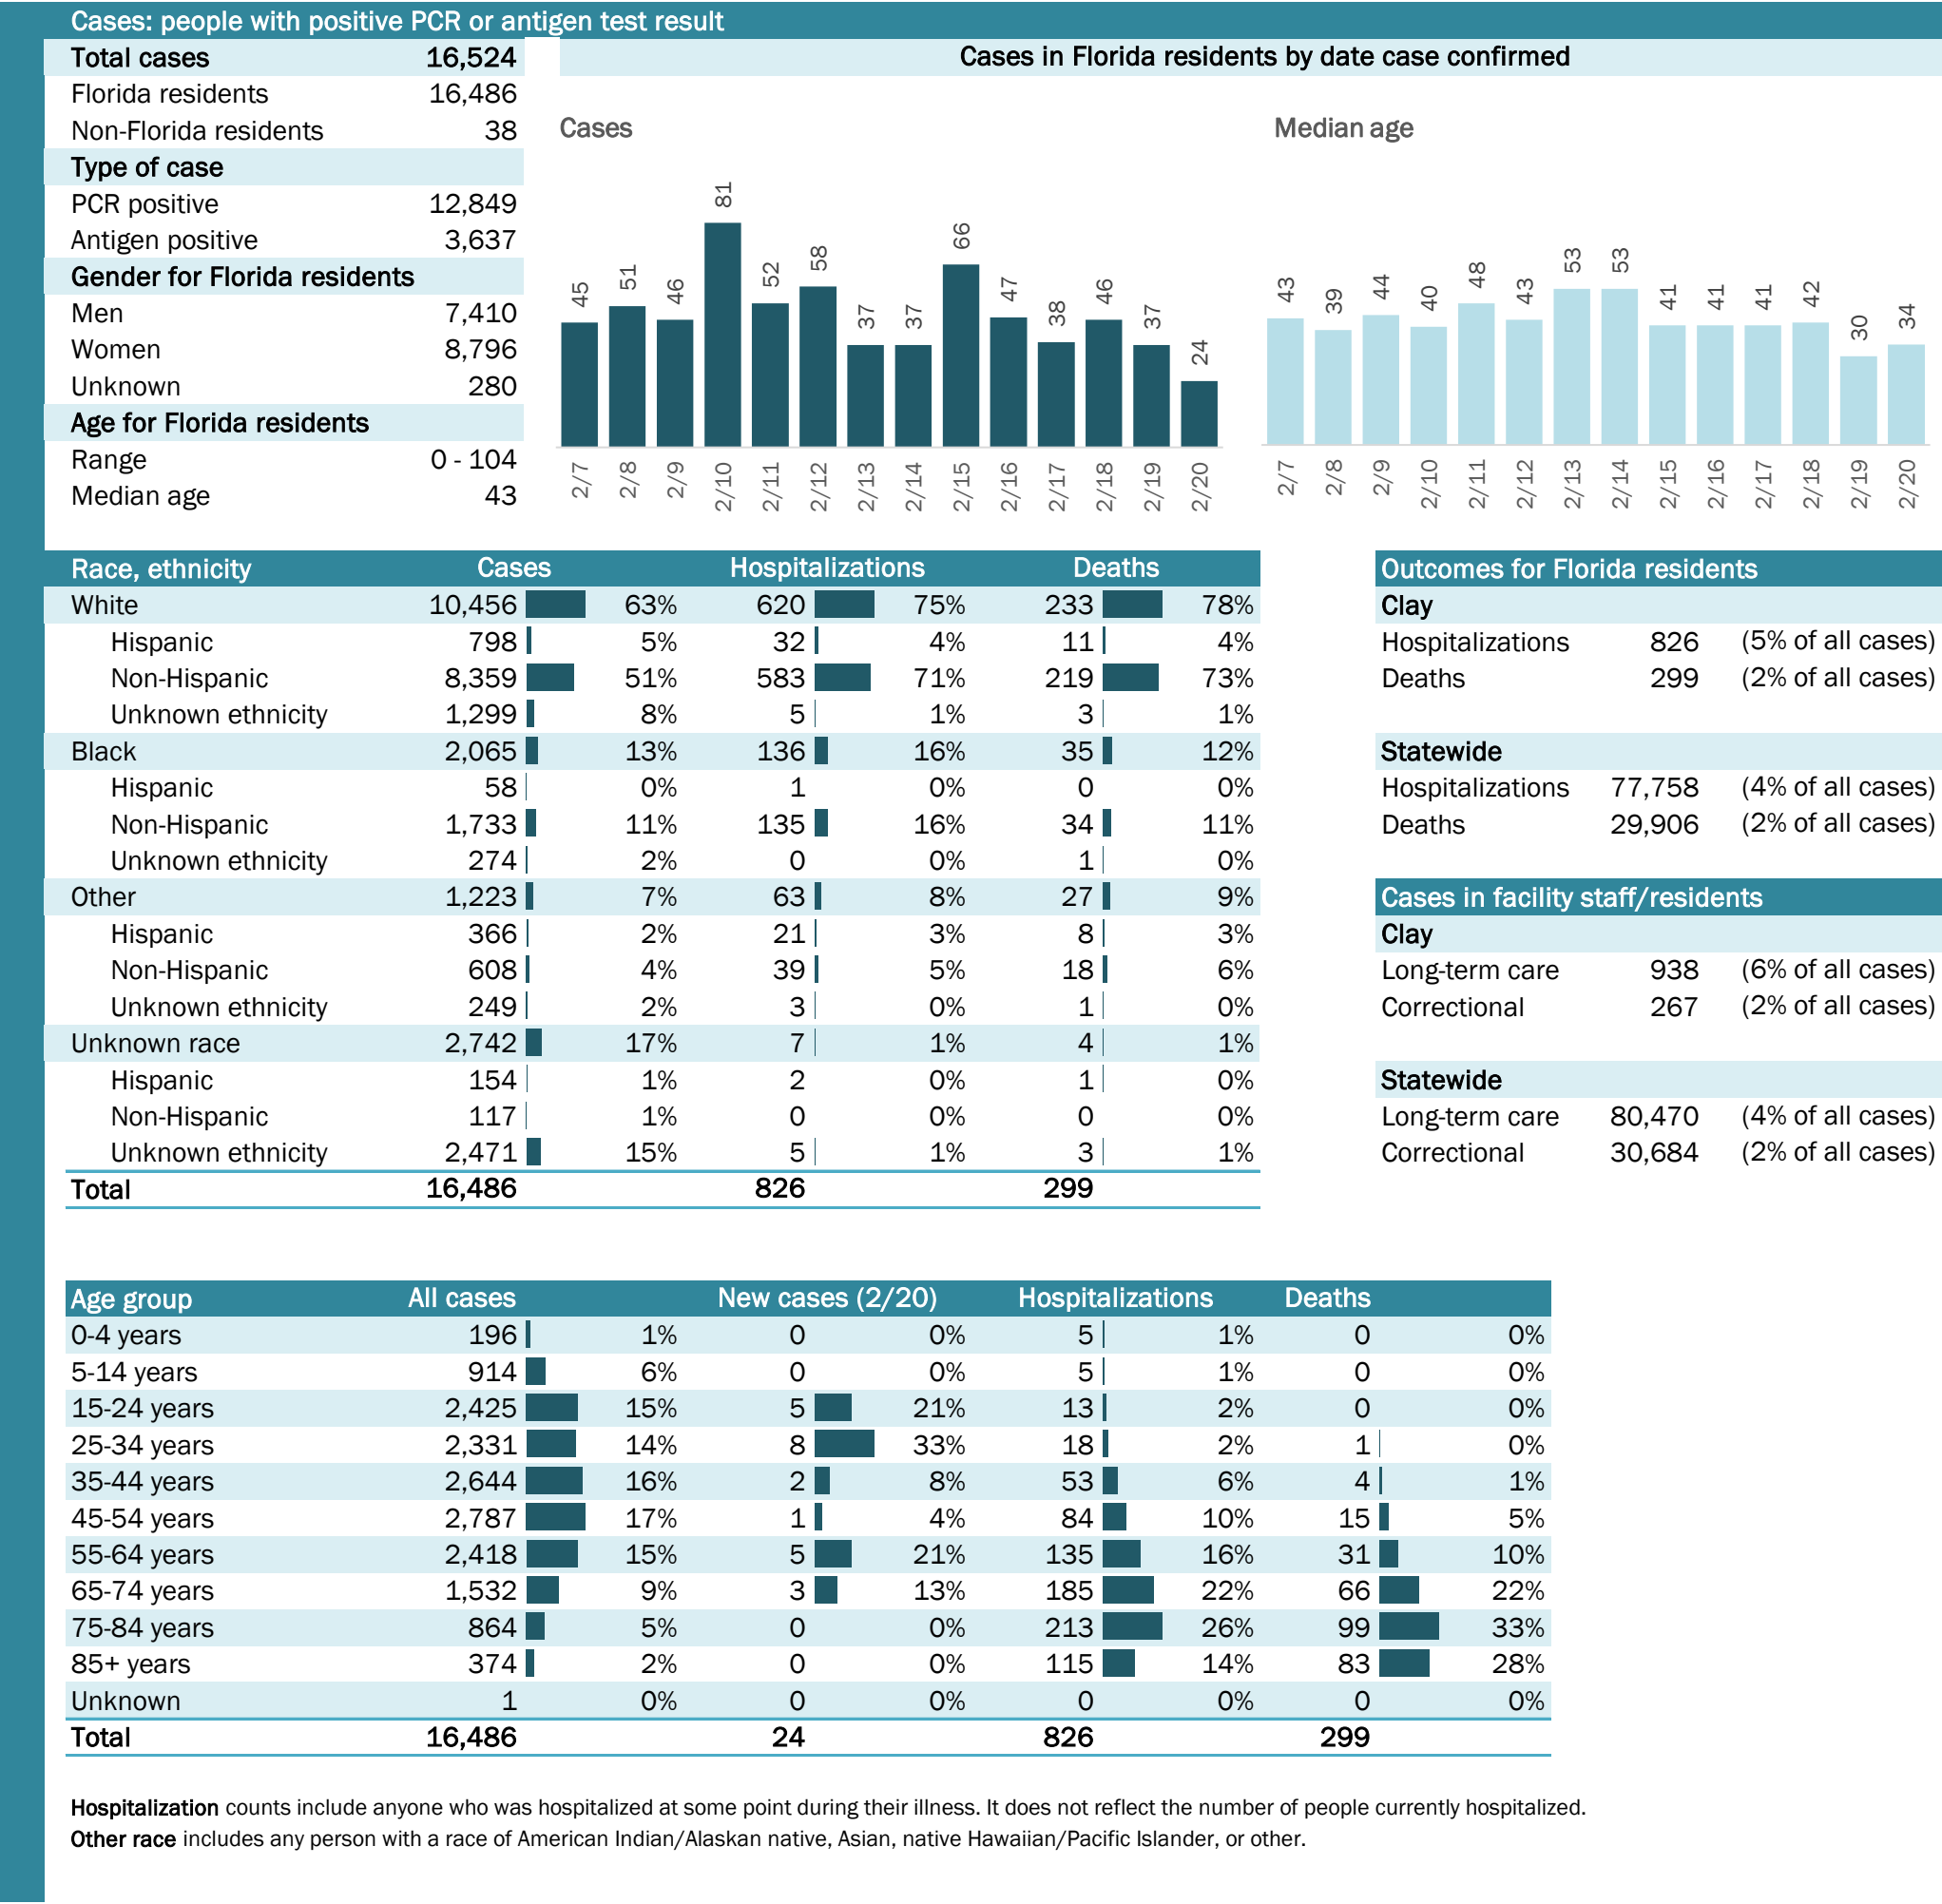 Cases: people with positive PCR or antigen test result
Total cases 16,524
Florida residents 16,486
Non-Florida residents 38
Type of case
PCR positive 12,849
Antigen positive 3,637
Gender for Florida residents
Men 7,410
Women 8,796
Unknown 280
Age for Florida residents
Range 0 - 104
Median age 43
Cases in Florida residents by date case confirmed
Cases
45 51 46 81 52 58 37 37 66 47 38 46 37 24
2/7 2/8 2/9 2/10 2/11 2/12 2/13 2/14 2/15 2/16 2/17 2/18 2/19 2/20
Median age
43 39 44 40 48 43 53 53 41 41 41 42 30 34
2/7 2/8 2/9 2/10 2/11 2/12 2/13 2/14 2/15 2/16 2/17 2/18 2/19 2/20
Race, ethnicity Cases Hospitalizations Deaths
White 10,456 63% 620 75% 233 78%
Hispanic 798 5% 32 4% 11 4%
Non-Hispanic 8,359 51% 583 71% 219 73%
Unknown ethnicity 1,299 8% 5 1% 3 1%
Black 2,065 13% 136 16% 35 12%
Hispanic 58 0% 1 0% 0 0%
Non-Hispanic 1,733 11% 135 16% 34 11%
Unknown ethnicity 274 2% 0 0% 1 0%
Other 1,223 7% 63 8% 27 9%
Hispanic 366 2% 21 3% 8 3%
Non-Hispanic 608 4% 39 5% 18 6%
Unknown ethnicity 249 2% 3 0% 1 0%
Unknown race 2,742 17% 7 1% 4 1%
Hispanic 154 1% 2 0% 1 0%
Non-Hispanic 117 1% 0 0% 0 0%
Unknown ethnicity 2,471 15% 5 1% 3 1%
Total 16,486 826 299
Outcomes for Florida residents
Clay
Hospitalizations 826 (5% of all cases)
Deaths 299 (2% of all cases)
Statewide
Hospitalizations 77,758 (4% of all cases)
Deaths 29,906 (2% of all cases)
Cases in facility staff/residents
Clay
Long-term care 938 (6% of all cases)
Correctional 267 (2% of all cases)
Statewide
Long-term care 80,470 (4% of all cases)
Correctional 30,684 (2% of all cases)
Age group All cases New cases (2/20) Hospitalizations Deaths
0-4 years 196 1% 0 0% 5 1% 0 0%
5-14 years 914 6% 0 0% 5 1% 0 0%
15-24 years 2,425 15% 5 21% 13 2% 0 0%
25-34 years 2,331 14% 8 33% 18 2% 1 0%
35-44 years 2,644 16% 2 8% 53 6% 4 1%
45-54 years 2,787 17% 1 4% 84 10% 15 5%
55-64 years 2,418 15% 5 21% 135 16% 31 10%
65-74 years 1,532 9% 3 13% 185 22% 66 22%
75-84 years 864 5% 0 0% 213 26% 99 33%
85+ years 374 2% 0 0% 115 14% 83 28%
Unknown 1 0% 0 0% 0 0% 0 0%
Total 16,486 24 826 299
Hospitalization counts include anyone who was hospitalized at some point during their illness. It does not reflect the number of people currently hospitalized.
Other race includes any person with a race of American Indian/Alaskan native, Asian, native Hawaiian/Pacific Islander, or other.